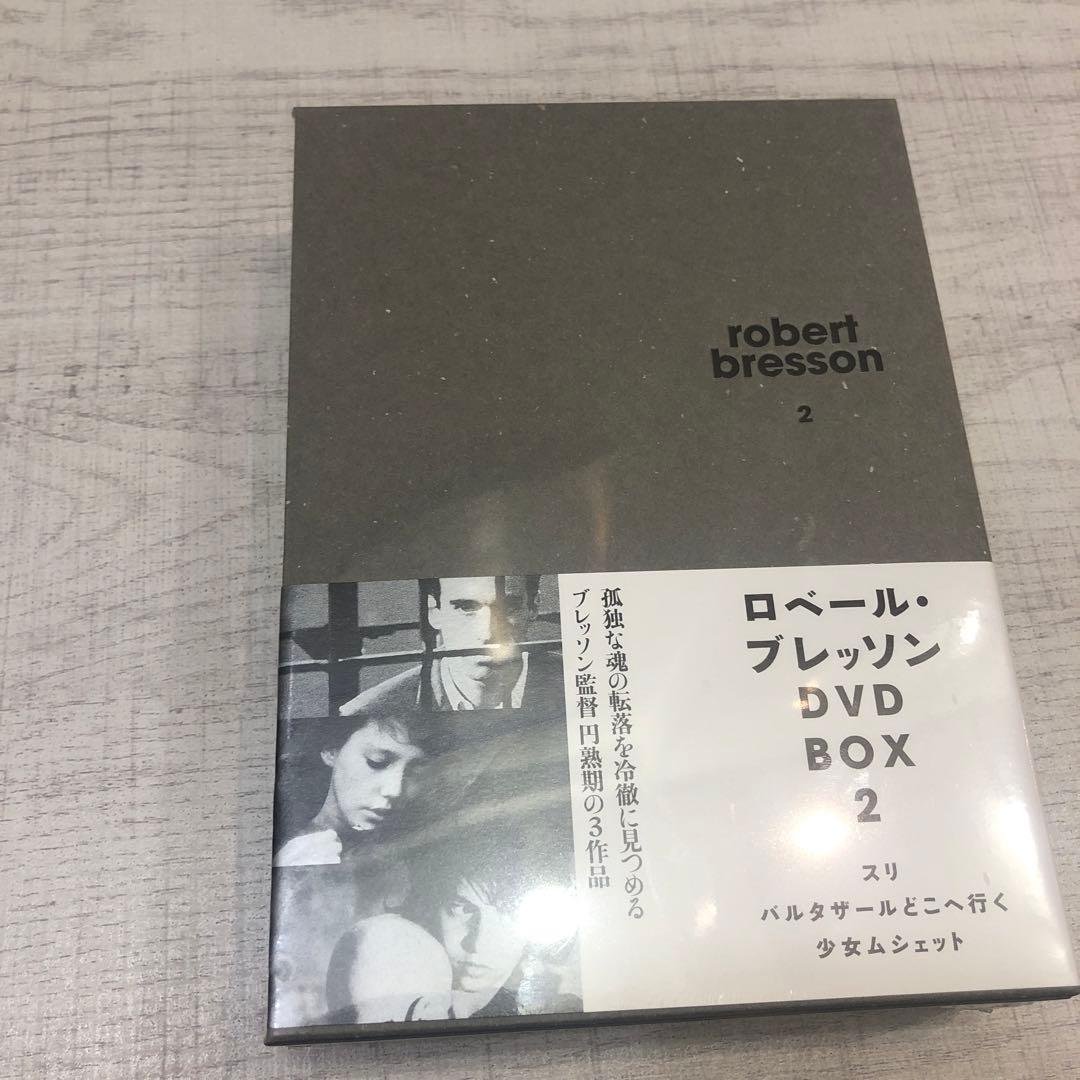 robert
bresson
2
ロベール・
ブレッソン
DVD
BOX
2
スリ
バルタザールどこへ行く
少女ムシェット
孤独な魂の転落を冷徹に見つめる
ブレッソン監督 円熟期の3作品